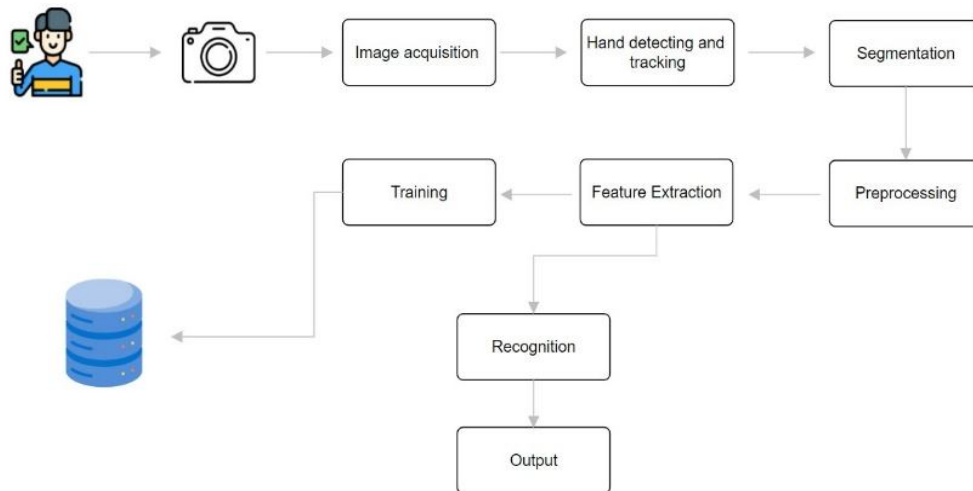 Image acquisition
Hand detecting and
tracking
Segmentation
Training
Feature Extraction
Preprocessing
Recognition
Output